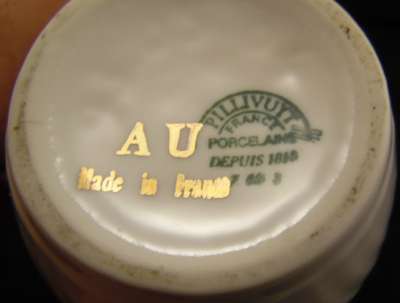 PILLIVUYT
FRANCE
PORCELAINE
DEPUIS 1818
A U
Made in France